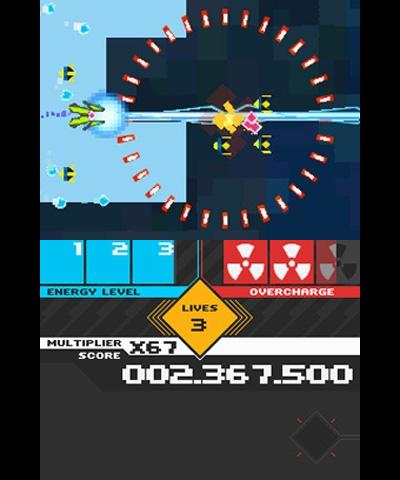 1 2 3
ENERGY LEVEL
OVERCHARGE
LIVES
3
MULTIPLIER X67
SCORE
002.367.500